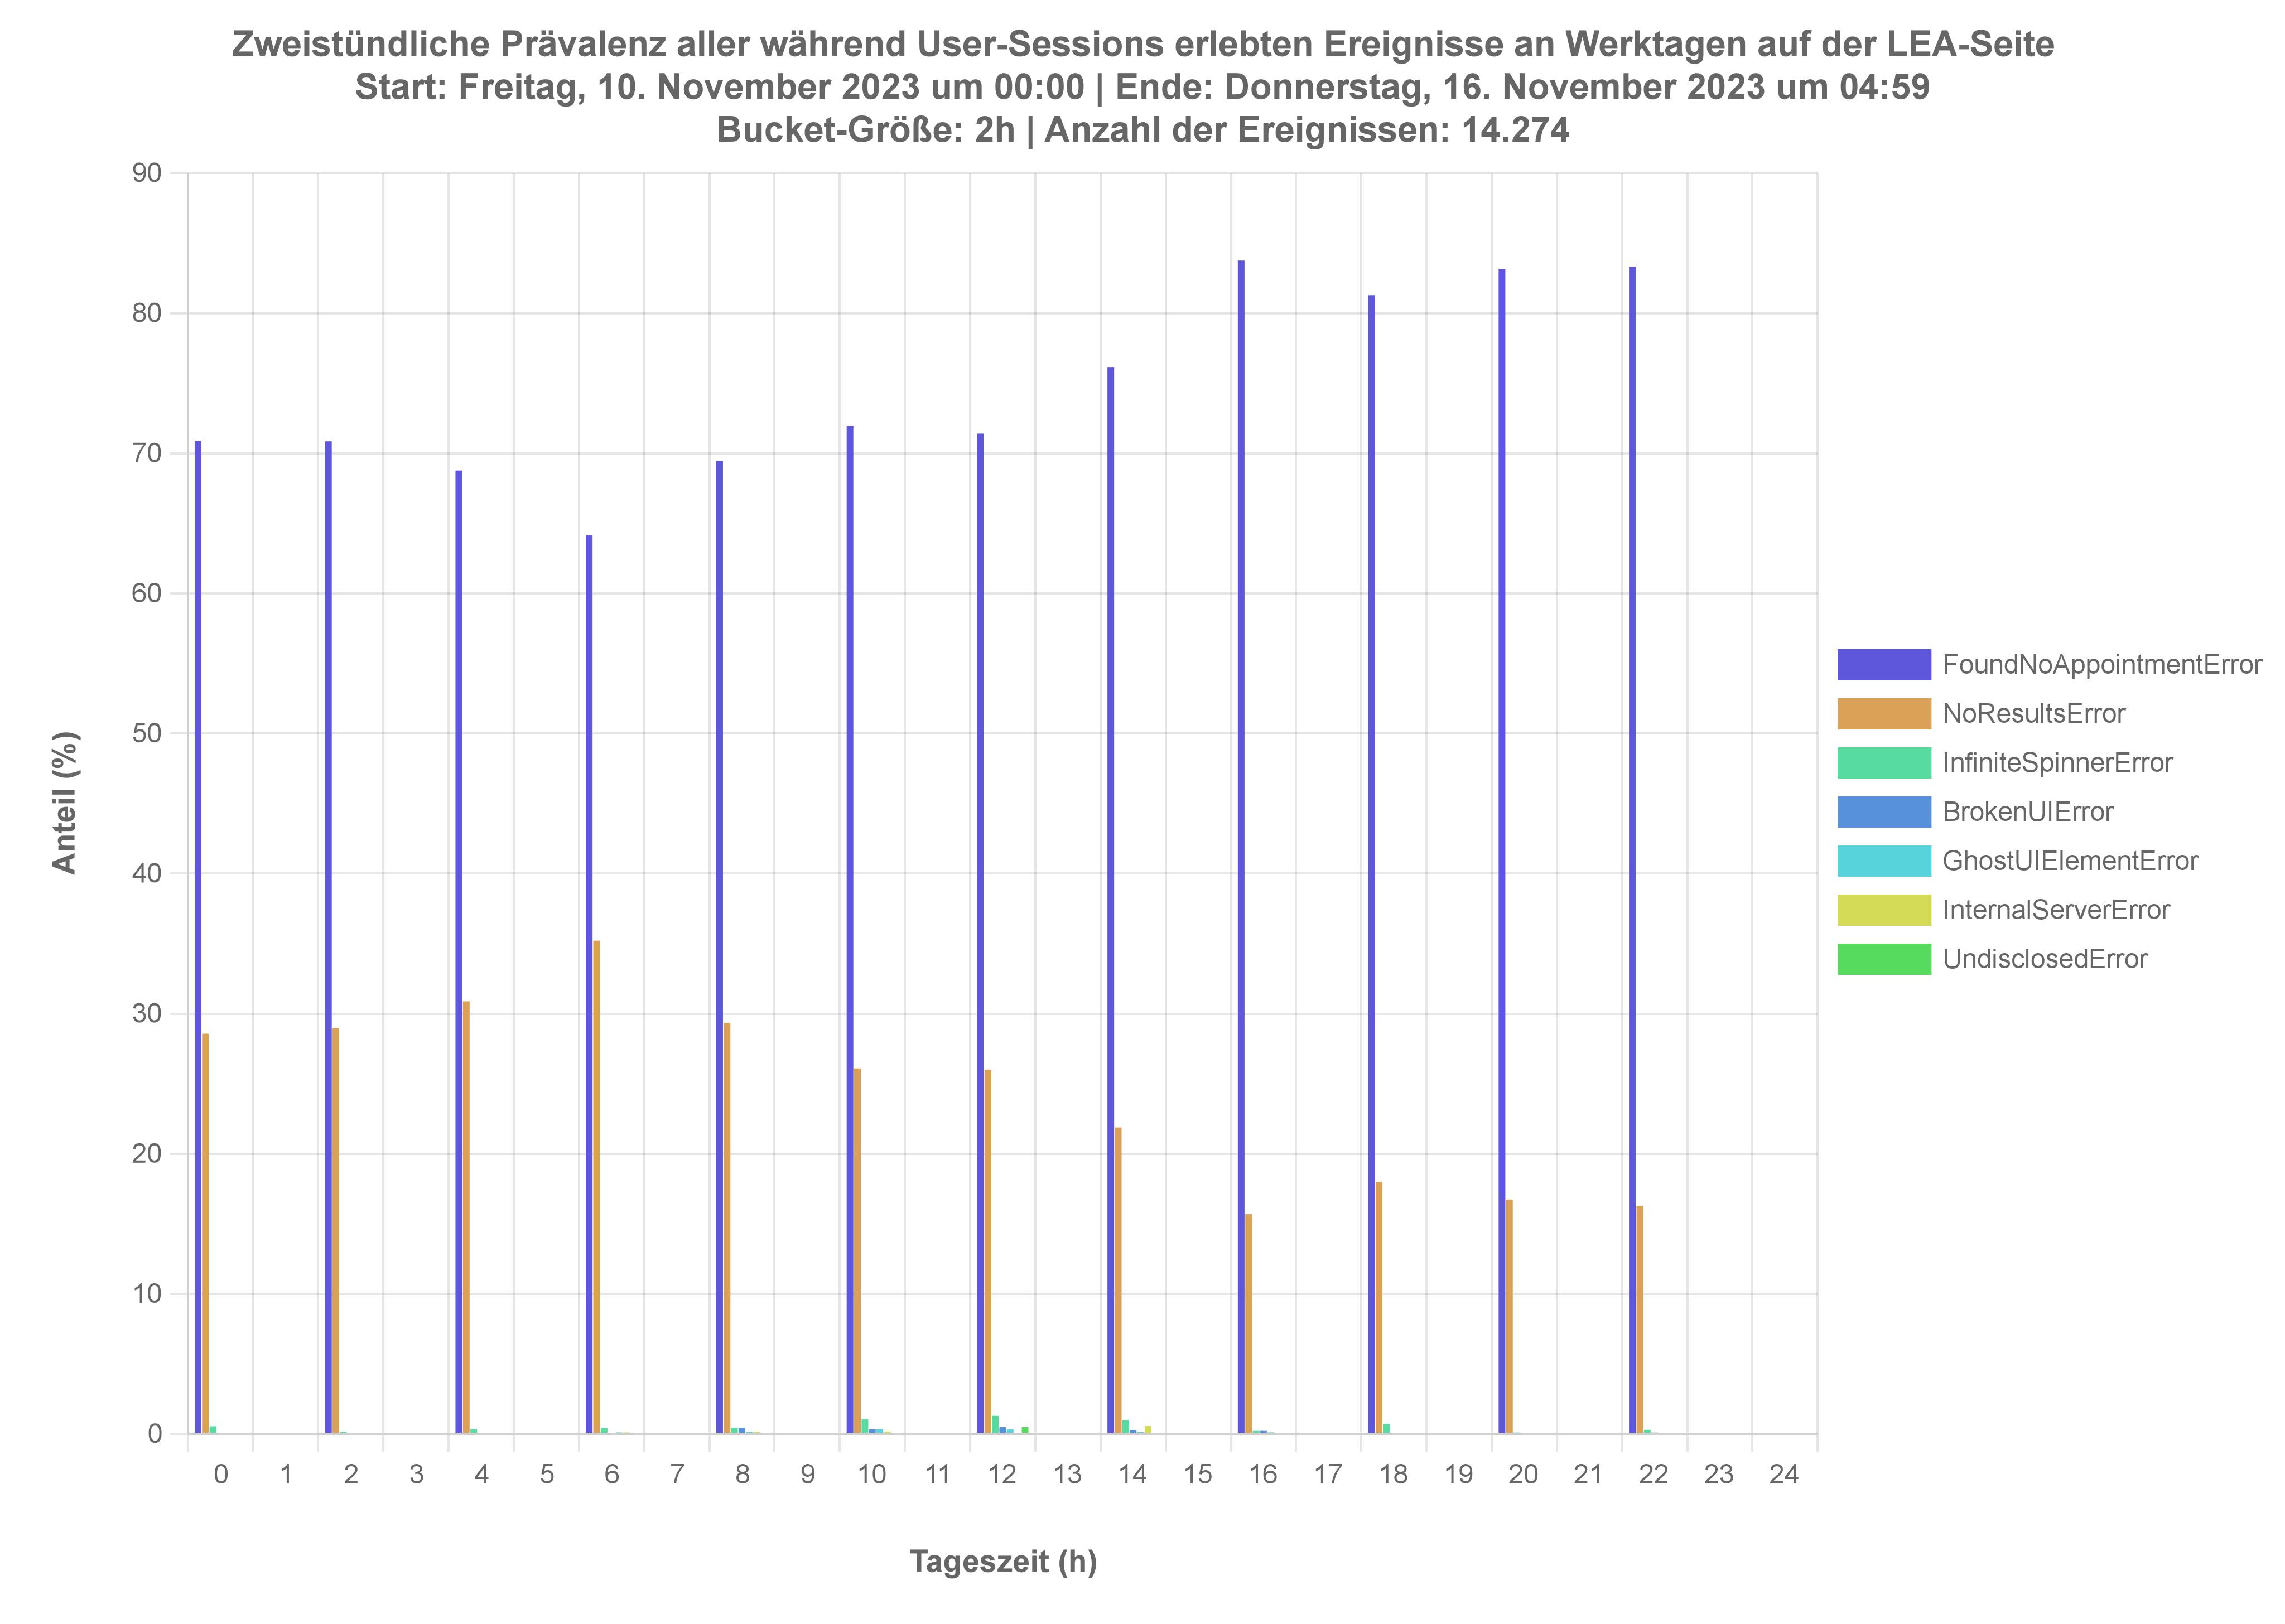 Zweistündliche Prävalenz aller während User-Sessions erlebten Ereignisse an Werktagen auf der LEA-Seite
Start: Freitag, 10. November 2023 um 00:00 | Ende: Donnerstag, 16. November 2023 um 04:59
Bucket-Größe: 2h | Anzahl der Ereignissen: 14.274
90
80
70
60
50
40
30
20
10
0
Anteil (%)
0 1 2 3 4 5 6 7 8 9 10 11 12 13 14 15 16 17 18 19 20 21 22 23 24
Tageszeit (h)
FoundNoAppointmentError
NoResultsError
InfiniteSpinnerError
BrokenUIError
GhostUIElementError
InternalServerError
UndisclosedError